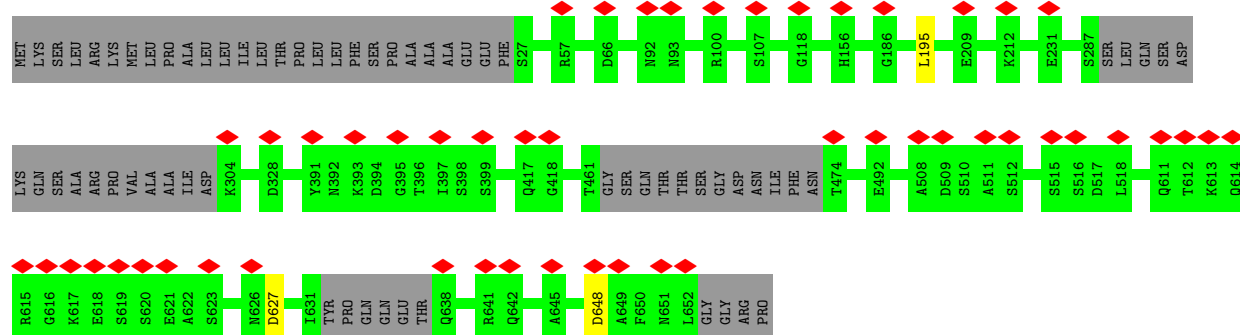 MET LYS SER LEU ARG LYS MET LEU PRO ALA LEU LEU ILE LEU THR PRO LEU LEU PHE SER PRO ALA ALA ALA GLU GLU PHE S27 R57 D66 N92 N93 R100 S107 G118 H156 G186 L195 E209 K212 E231 S287 SER LEU GLN SER ASP
LYS GLN SER ALA ARG PRO VAL ALA ALA ILE ASP K304 D328 Y391 N392 K393 D394 G395 T396 I397 S398 S399 Q417 G418 T461 GLY SER GLN THR THR SER GLY ASP ASN ILE PHE ASN T474 E492 A508 D509 S510 A511 S512 S515 S516 D517 L518 Q611 T612 K613 Q614
R615 G616 K617 E618 S619 S620 E621 A622 S623 N626 D627 I631 TYR PRO GLN GLN GLU THR Q638 R641 Q642 A645 D648 A649 F650 N651 L652 GLY GLY ARG PRO